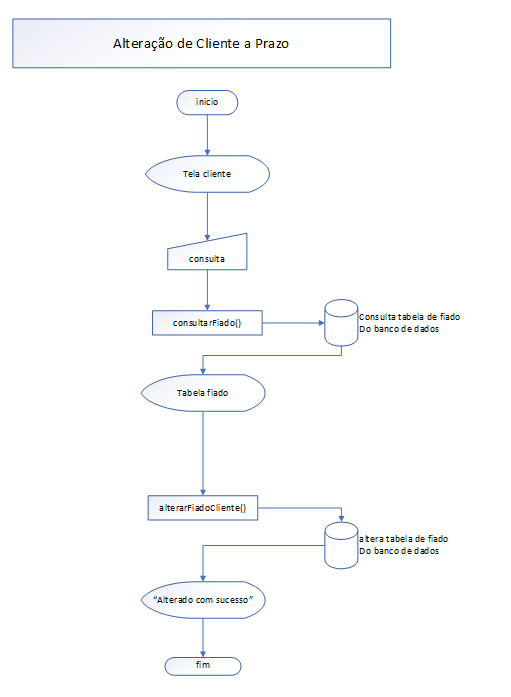 Alteração de Cliente a Prazo
inicio
Tela cliente
consulta
consultarFiado()
Consulta tabela de fiado
Do banco de dados
Tabela fiado
alterarFiadoCliente()
altera tabela de fiado
Do banco de dados
“Alterado com sucesso”
fim